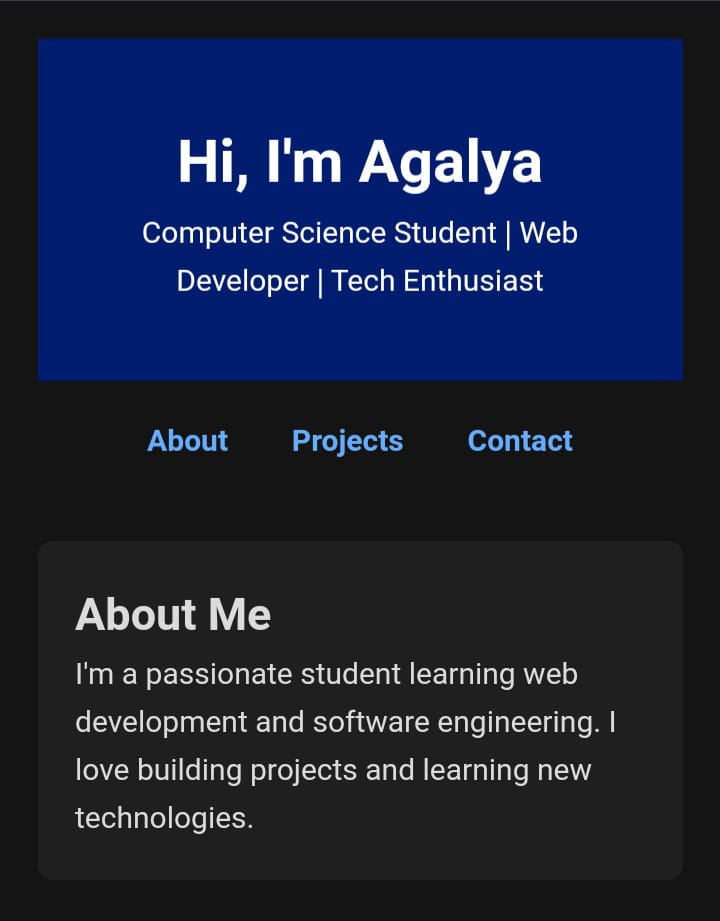 Hi, I'm Agalya
Computer Science Student | Web
Developer | Tech Enthusiast
About Projects Contact
About Me
I'm a passionate student learning web
development and software engineering. I
love building projects and learning new
technologies.